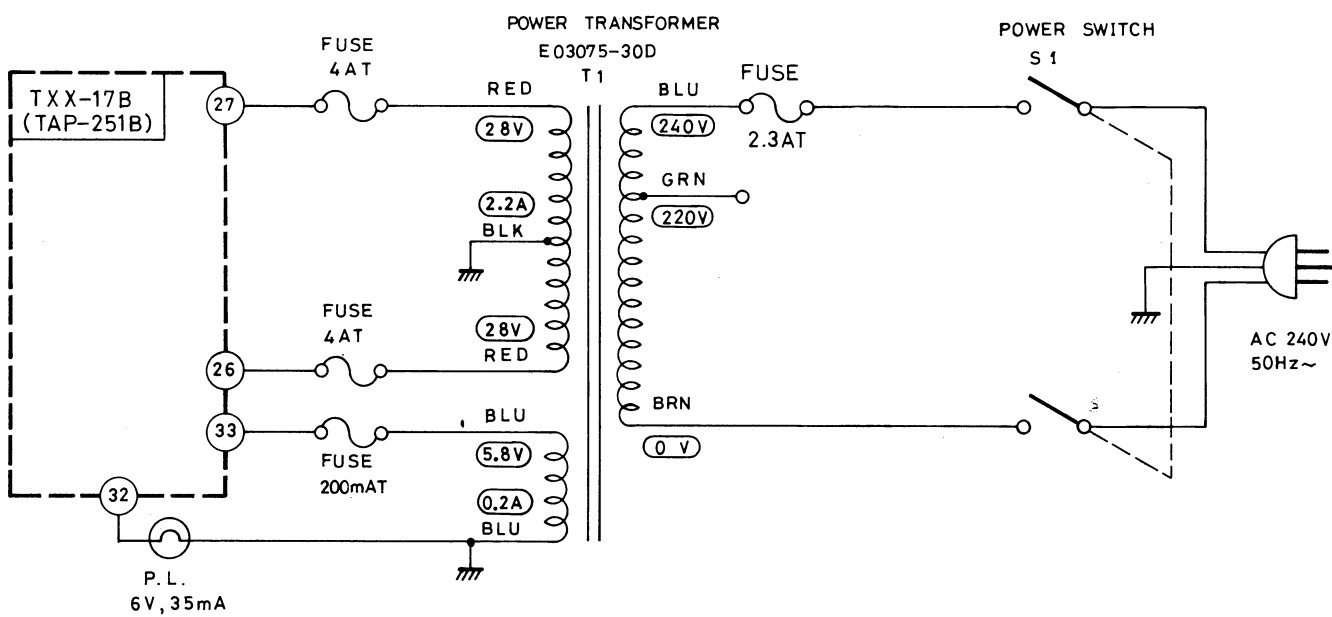 POWER TRANSFORMER
E03075-30D
T1
POWER SWITCH
S1
FUSE
4AT
FUSE
2.3AT
TXX-17B
(TAP-251B)
27
RED
28V
BLU
240V
2.2A
BLK
GRN
220V
FUSE
4AT
28V
RED
26
AC 240V
50Hz~
33
BLU
5.8V
BRN
0 V
FUSE
200mAT
32
0.2A
BLU
P.L.
6V, 35mA